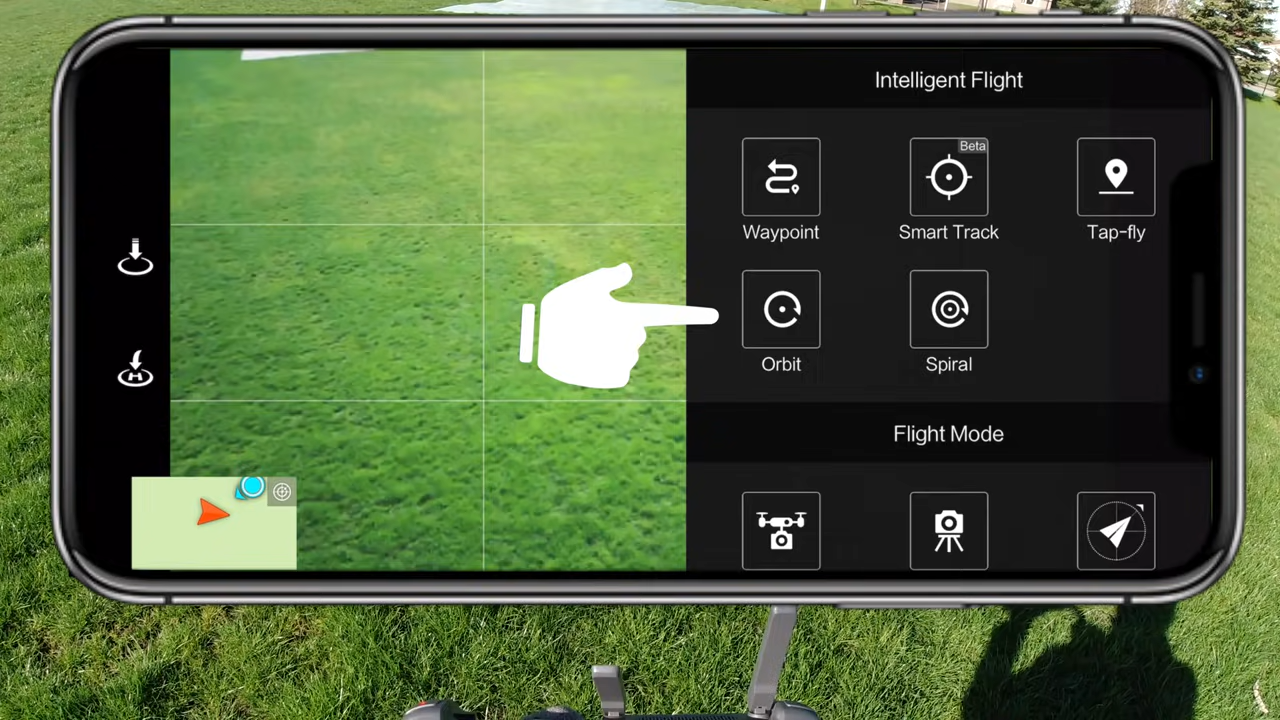 Intelligent Flight
Beta
Waypoint
Smart Track
Tap-fly
Orbit
Spiral
Flight Mode
H